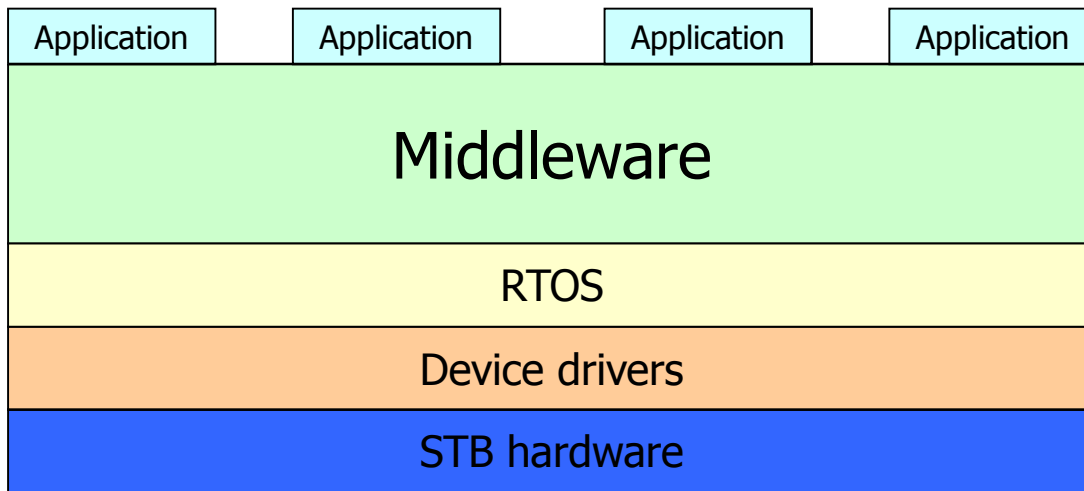 Application Application Application Application
Middleware
RTOS
Device drivers
STB hardware